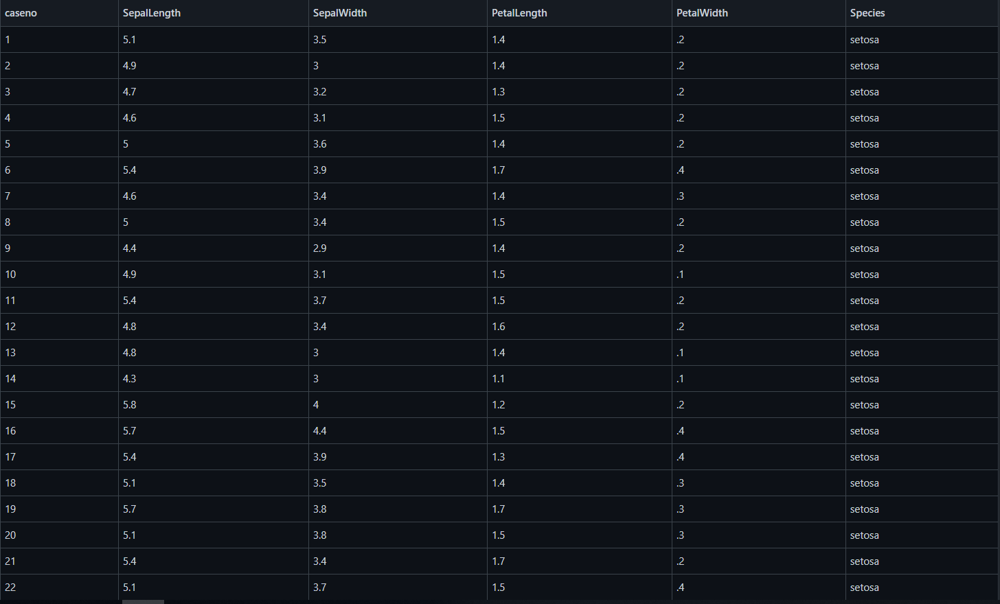 caseno SepalLength SepalWidth PetalLength PetalWidth Species
1 5.1 3.5 1.4 .2 setosa
2 4.9 3 1.4 .2 setosa
3 4.7 3.2 1.3 .2 setosa
4 4.6 3.1 1.5 .2 setosa
5 5 3.6 1.4 .2 setosa
6 5.4 3.9 1.7 .4 setosa
7 4.6 3.4 1.4 .3 setosa
8 5 3.4 1.5 .2 setosa
9 4.4 2.9 1.4 .2 setosa
10 4.9 3.1 1.5 .1 setosa
11 5.4 3.7 1.5 .2 setosa
12 4.8 3.4 1.6 .2 setosa
13 4.8 3 1.4 .1 setosa
14 4.3 3 1.1 .1 setosa
15 5.8 4 1.2 .2 setosa
16 5.7 4.4 1.5 .4 setosa
17 5.4 3.9 1.3 .4 setosa
18 5.1 3.5 1.4 .3 setosa
19 5.7 3.8 1.7 .3 setosa
20 5.1 3.8 1.5 .3 setosa
21 5.4 3.4 1.7 .2 setosa
22 5.1 3.7 1.5 .4 setosa